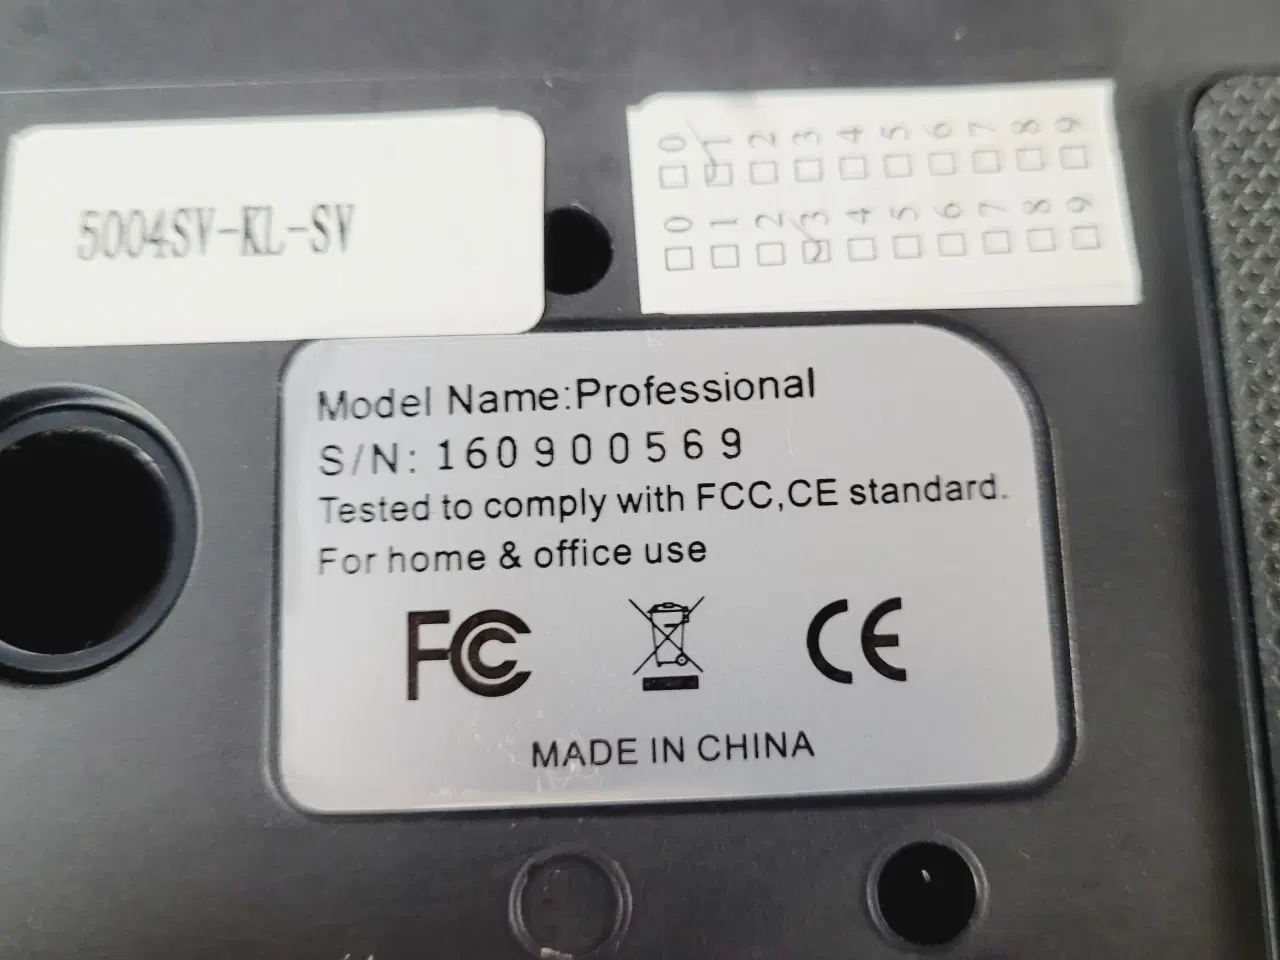 5004SV-KL-SV
0 1 2 3 4 5 6 7 8 9
0 1 2 3 4 5 6 7 8 9
Model Name:Professional
S/N: 160900569
Tested to comply with FCC,CE standard.
For home & office use
FC CE
MADE IN CHINA